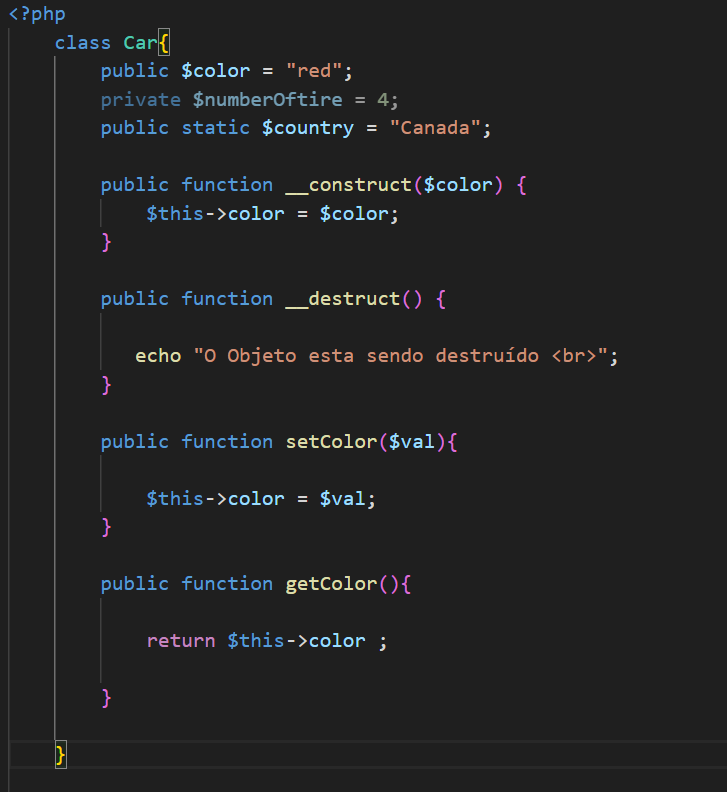 <?php
class Car{
public $color = "red";
private $numberOftire = 4;
public static $country = "Canada";
public function __construct($color) {
$this->color = $color;
}
public function __destruct() {
echo "O Objeto esta sendo destruído <br>";
}
public function setColor($val){
$this->color = $val;
}
public function getColor(){
return $this->color ;
}
}